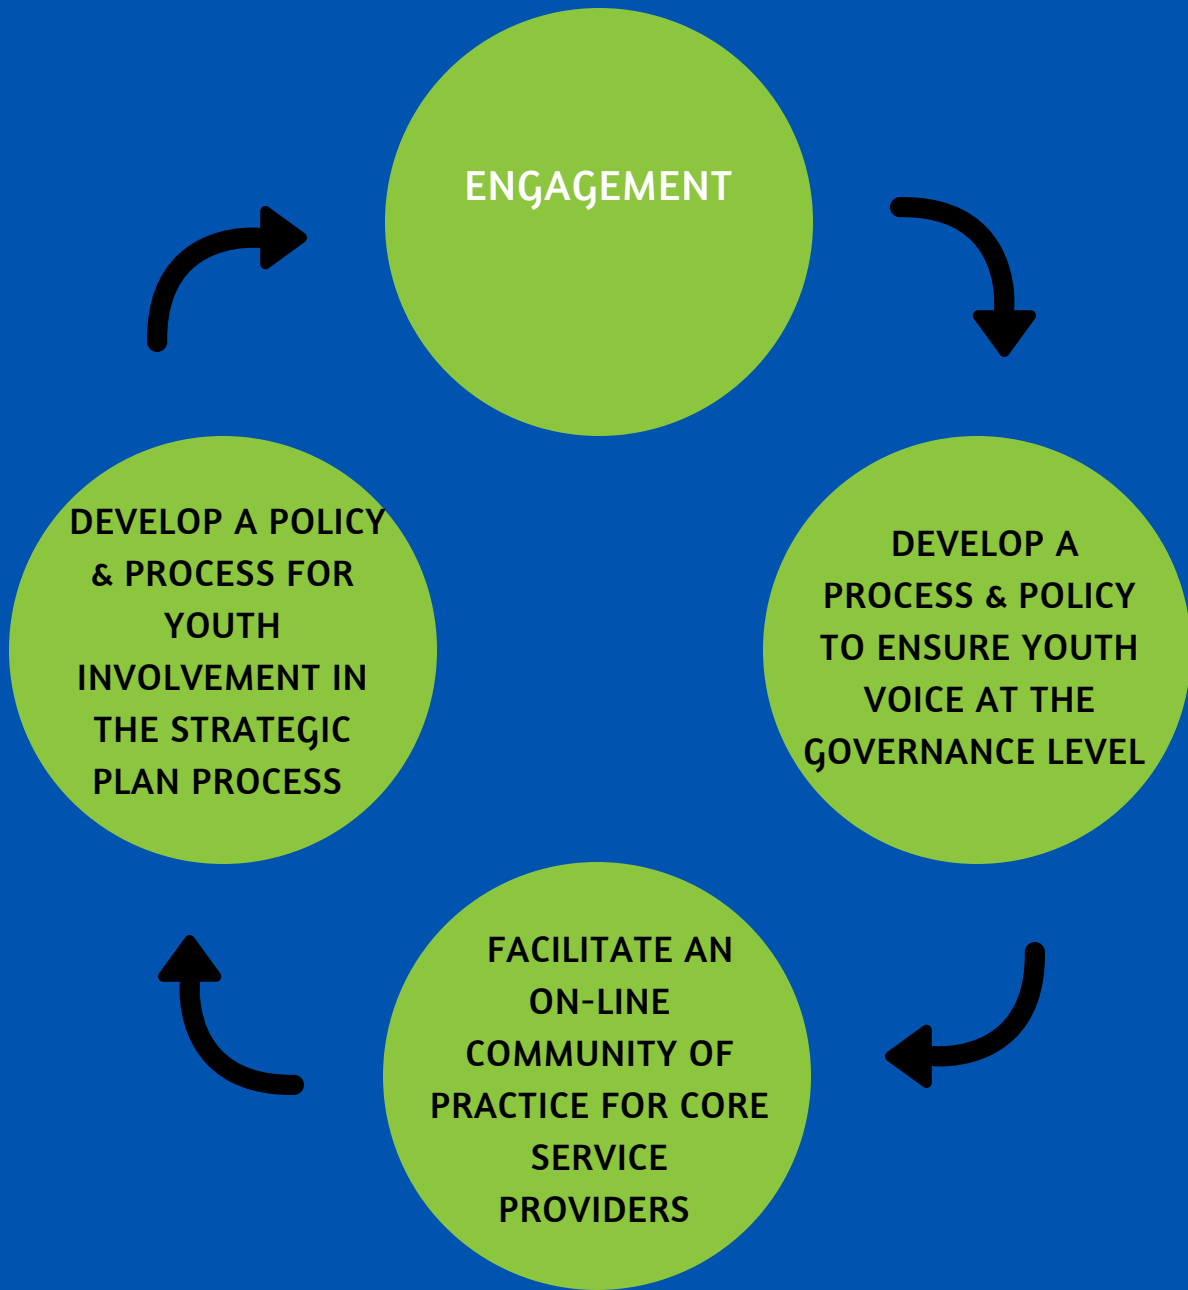 ENGAGEMENT
DEVELOP A
PROCESS & POLICY
TO ENSURE YOUTH
VOICE AT THE
GOVERNANCE LEVEL
FACILITATE AN
ON-LINE
COMMUNITY OF
PRACTICE FOR CORE
SERVICE
PROVIDERS
DEVELOP A POLICY
& PROCESS FOR
YOUTH
INVOLVEMENT IN
THE STRATEGIC
PLAN PROCESS